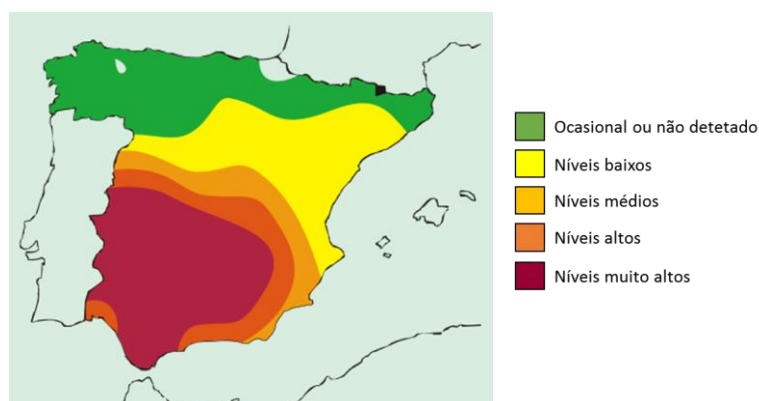 Ocasional ou não detetado
Níveis baixos
Níveis médios
Níveis altos
Níveis muito altos